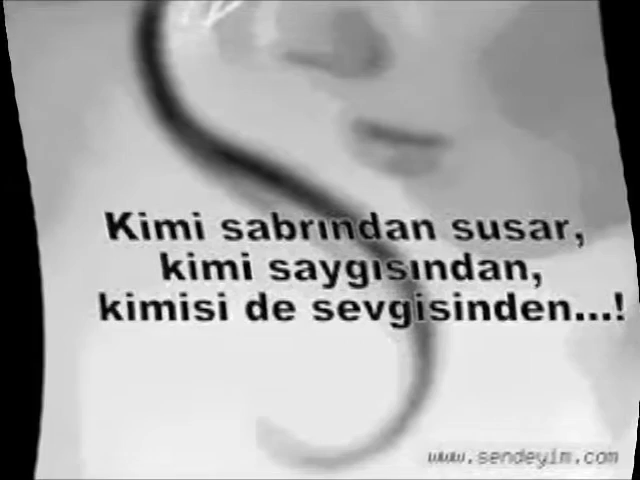 Kimi sabrından susar,
kimi saygısından,
kimisi de sevgisinden...!
www.sendeyim.com